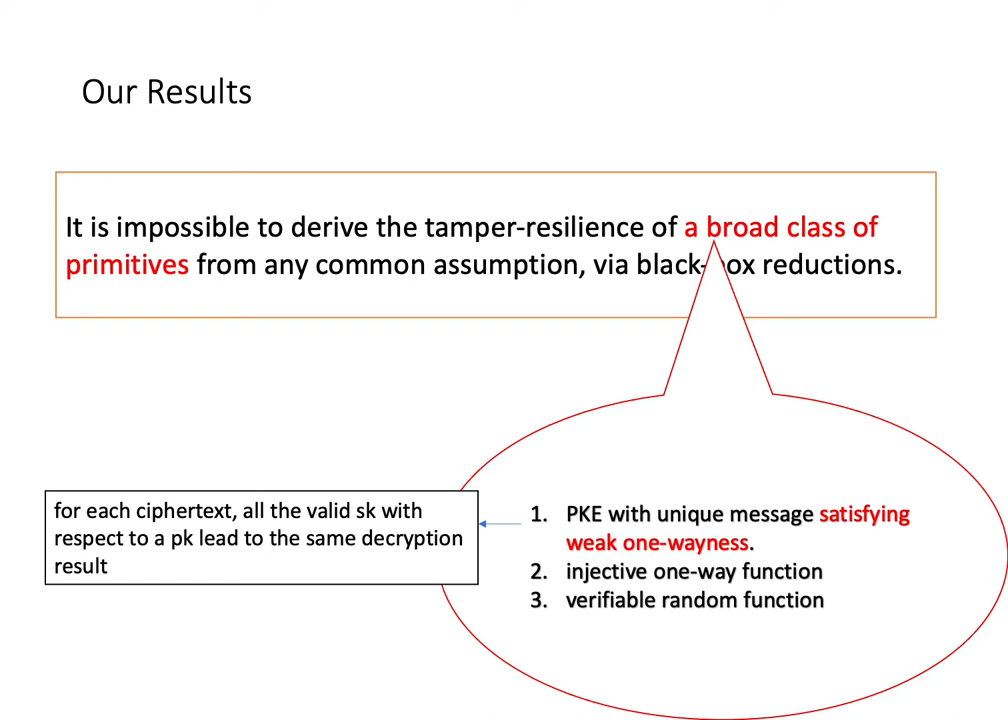 Our Results
It is impossible to derive the tamper-resilience of a broad class of
primitives from any common assumption, via black-box reductions.
for each ciphertext, all the valid sk with
respect to a pk lead to the same decryption
result
1. PKE with unique message satisfying
weak one-wayness.
2. injective one-way function
3. verifiable random function